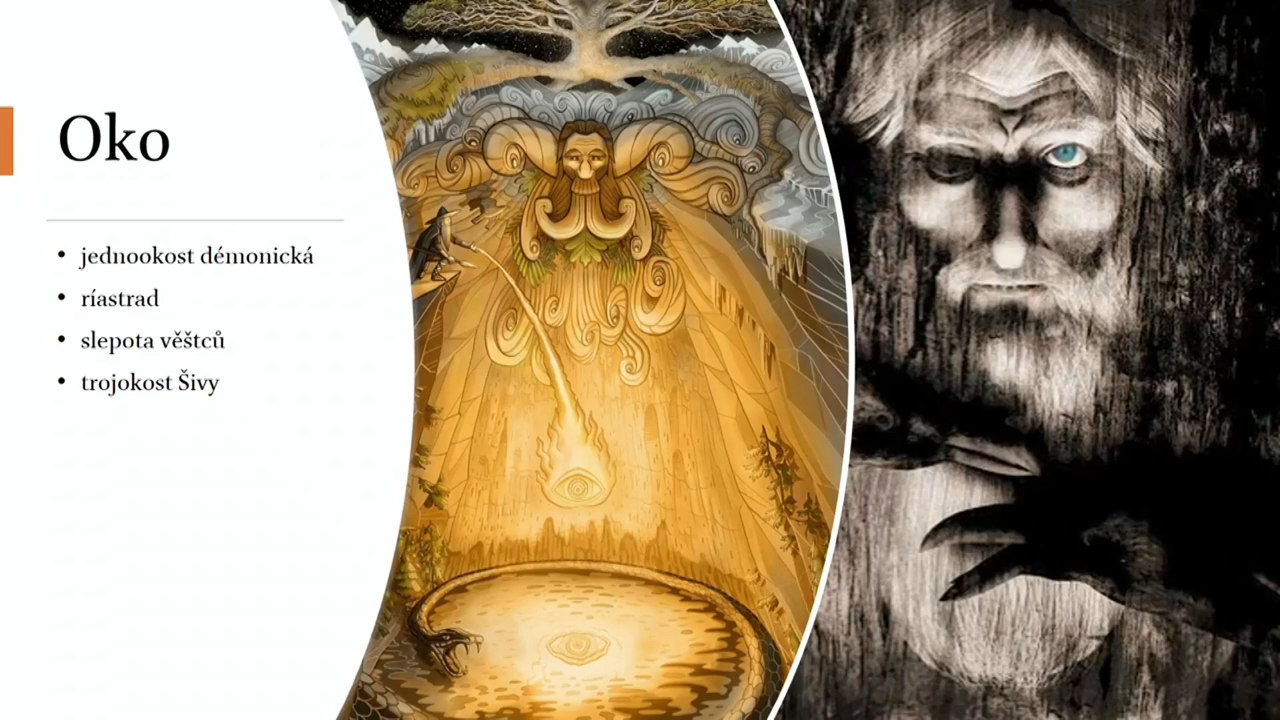 Oko
• jednookost démonická
• ríastrad
• slepota věštců
• trojokost Šivy